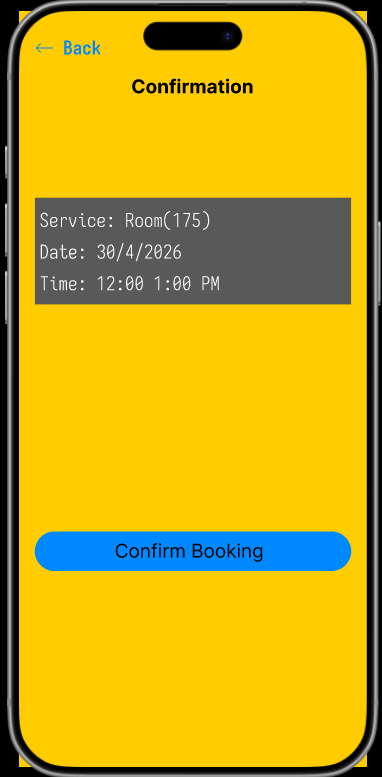 ← Back
Confirmation
Service: Room(175)
Date: 30/4/2026
Time: 12:00 1:00 PM
Confirm Booking